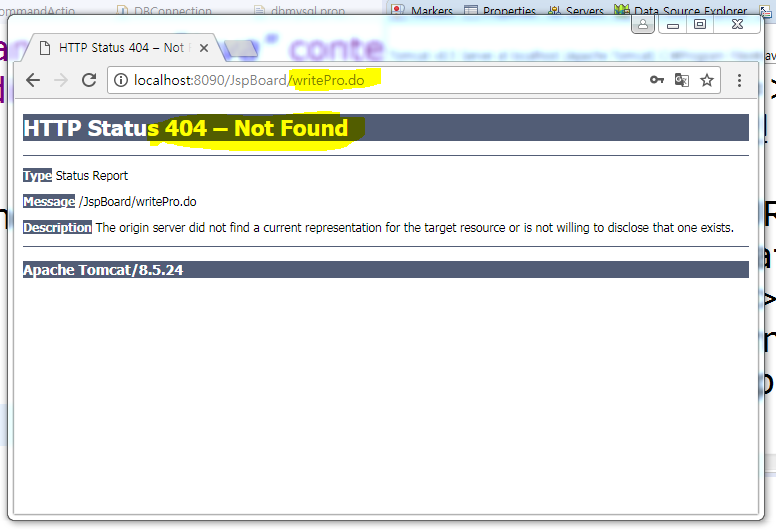 CommandAction DBConnection dbmysql.prop Markers Properties Servers Data Source Explorer
conte
HTTP Status 404 – Not F
localhost:8090/JspBoard/writePro.do
HTTP Status 404 – Not Found
Type Status Report
Message /JspBoard/writePro.do
Description The origin server did not find a current representation for the target resource or is not willing to disclose that one exists.
Apache Tomcat/8.5.24